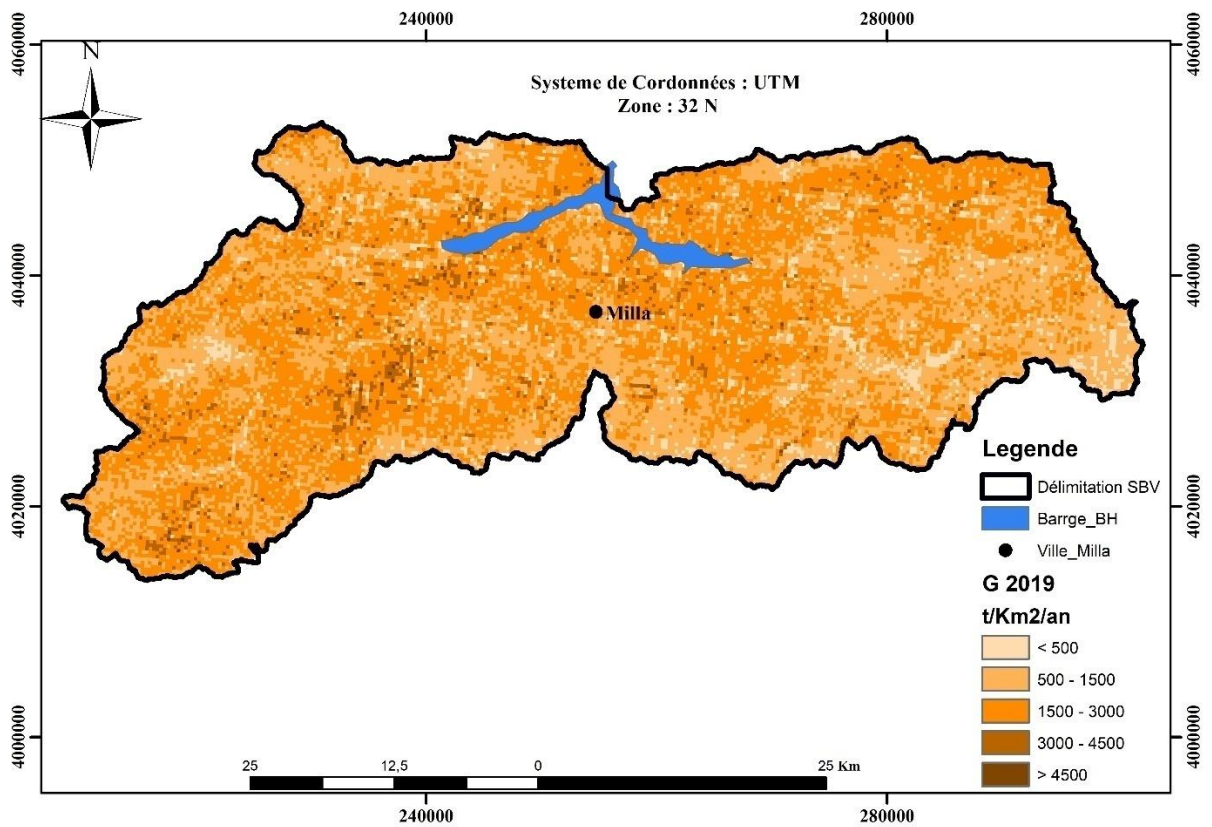 240000
280000
4060000
4060000
N
Systeme de Cordonnées : UTM
Zone : 32 N
4040000
4040000
Milla
Legende
Délimitation SBV
Barrge_BH
Ville_Milla
4020000
4020000
G 2019
t/Km2/an
< 500
500 - 1500
1500 - 3000
3000 - 4500
> 4500
4000000
4000000
25 12,5 0 25 Km
240000
280000